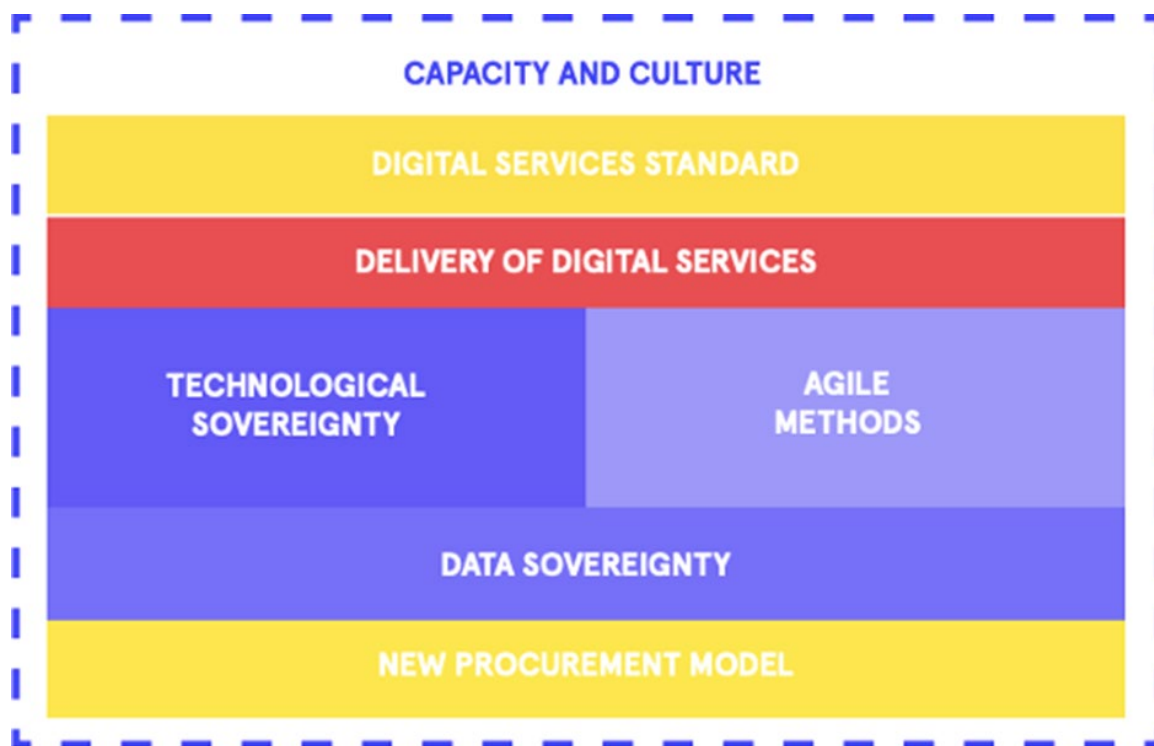 CAPACITY AND CULTURE
DIGITAL SERVICES STANDARD
DELIVERY OF DIGITAL SERVICES
TECHNOLOGICAL
SOVEREIGNTY
AGILE
METHODS
DATA SOVEREIGNTY
NEW PROCUREMENT MODEL